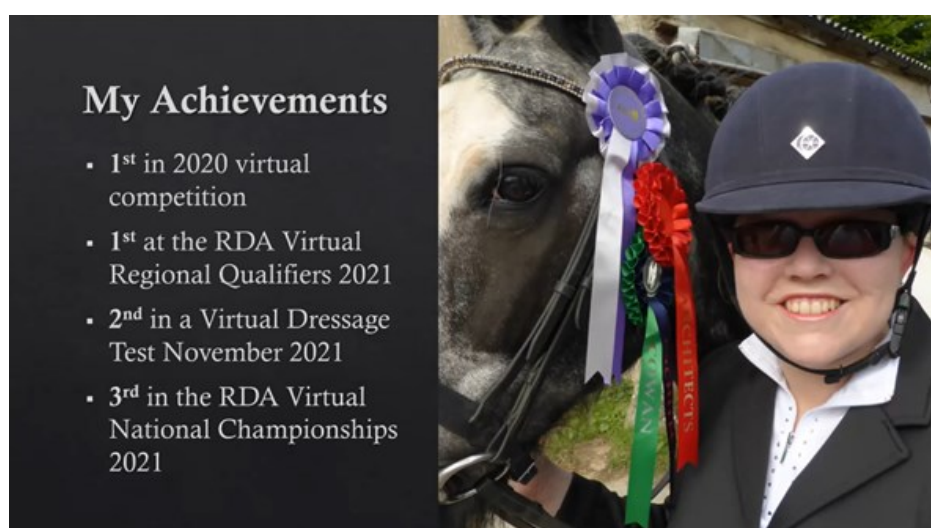 My Achievements
▪ 1st in 2020 virtual
competition
▪ 1st at the RDA Virtual
Regional Qualifiers 2021
▪ 2nd in a Virtual Dressage
Test November 2021
▪ 3rd in the RDA Virtual
National Championships
2021